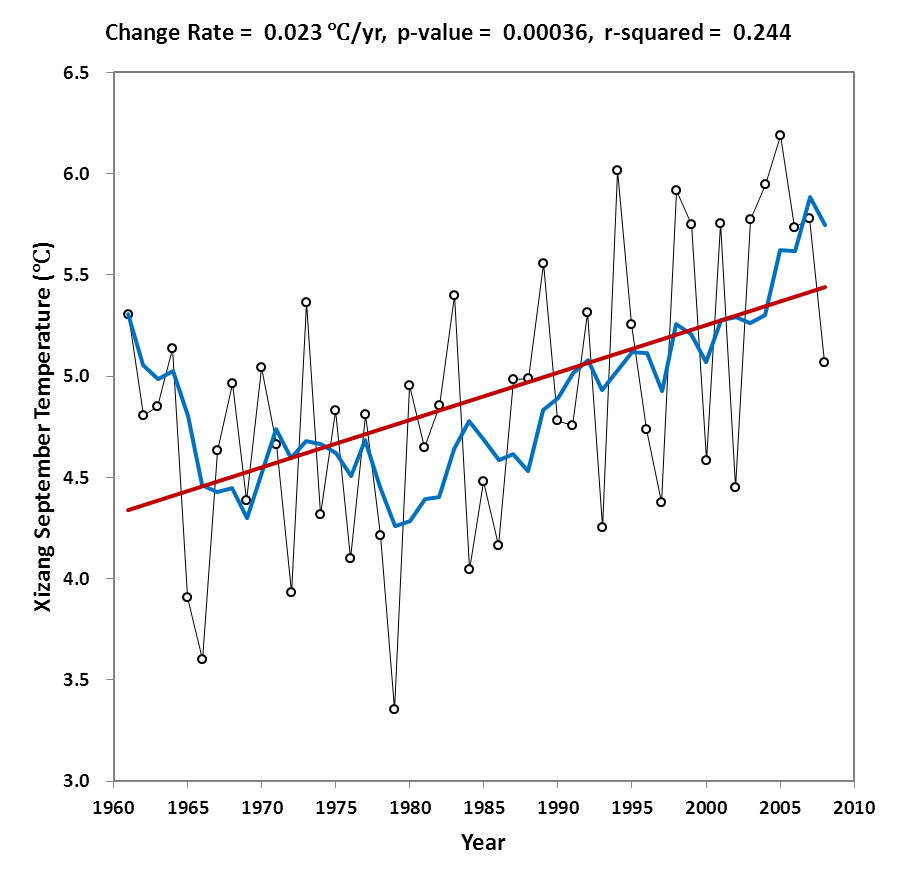 Change Rate = 0.023 ℃/yr, p-value = 0.00036, r-squared = 0.244
6.5
6.0
5.5
5.0
4.5
4.0
3.5
3.0
Xizang September Temperature (℃)
1960 1965 1970 1975 1980 1985 1990 1995 2000 2005 2010
Year